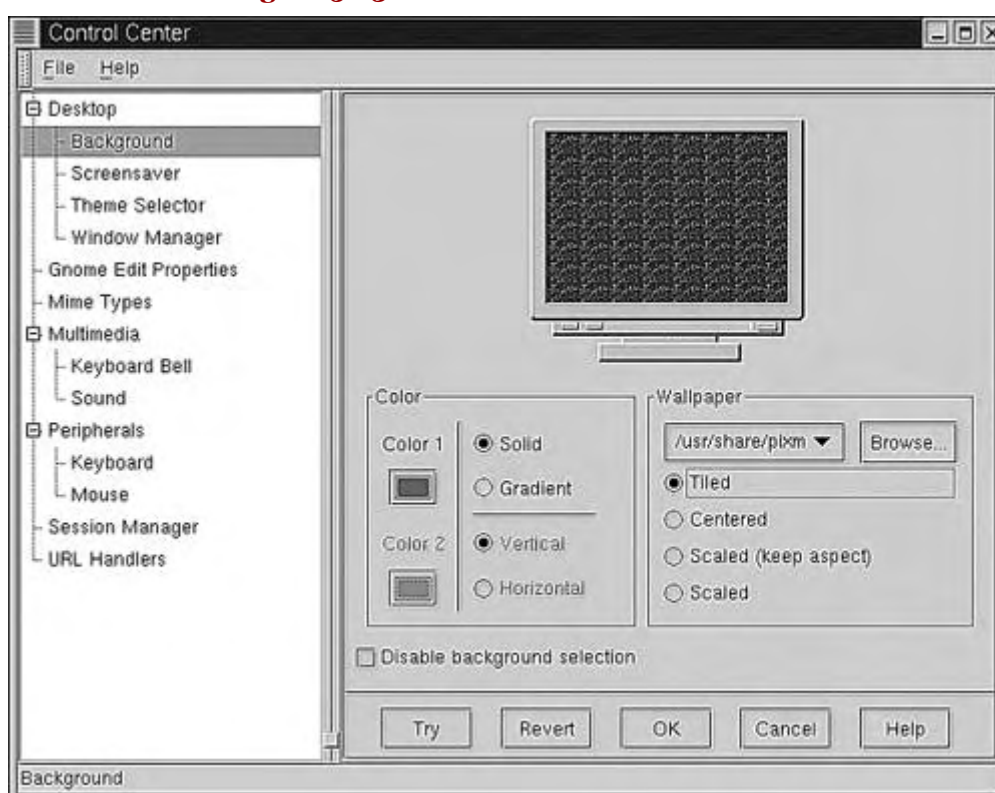 Control Center
File Help
Desktop
Background
Screensaver
Theme Selector
Window Manager
Gnome Edit Properties
Mime Types
Multimedia
Keyboard Bell
Sound
Peripherals
Keyboard
Mouse
Session Manager
URL Handlers
Color
Color 1
Solid
Gradient
Color 2
Vertical
Horizontal
Wallpaper
/usr/share/pixm Browse...
Tiled
Centered
Scaled (keep aspect)
Scaled
Disable background selection
Try Revert OK Cancel Help
Background